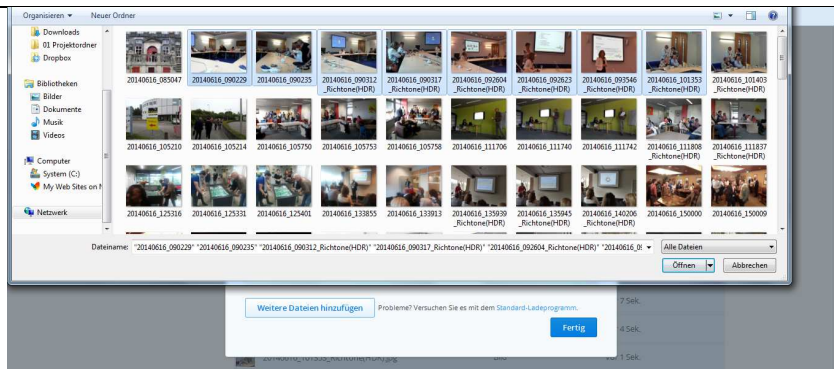 Organisieren ▾ Neuer Ordner
Downloads
01 Projektordner
Dropbox
Bibliotheken
Bilder
Dokumente
Musik
Videos
Computer
System (C:)
My Web Sites on
Netzwerk
20140616_085047 20140616_090229 20140616_090235 20140616_090312 20140616_090317 20140616_092604 20140616_092623 20140616_093546 20140616_101353 20140616_101403
_Richtone(HDR) _Richtone(HDR) _Richtone(HDR) _Richtone(HDR) _Richtone(HDR) _Richtone(HDR) _Richtone(HDR)
20140616_105210 20140616_105214 20140616_105750 20140616_105753 20140616_105758 20140616_111706 20140616_111740 20140616_111742 20140616_111808 20140616_111837
_Richtone(HDR) _Richtone(HDR)
20140616_125316 20140616_125331 20140616_125401 20140616_133855 20140616_133913 20140616_135939 20140616_135945 20140616_140206 20140616_150000 20140616_150009
_Richtone(HDR) _Richtone(HDR) _Richtone(HDR)
Dateiname: "20140616_090229" "20140616_090235" "20140616_090312_Richtone(HDR)" "20140616_090317_Richtone(HDR)" "20140616_092604_Richtone(HDR)" "20140616_ Alle Dateien
Öffnen Abbrechen
7 Sek.
Weitere Dateien hinzufügen Probleme? Versuchen Sie es mit dem Standard-Ladeprogramm.
Fertig
4 Sek.
20140616_101353_Richtone(HDR).jpg Vor 1 Sek.